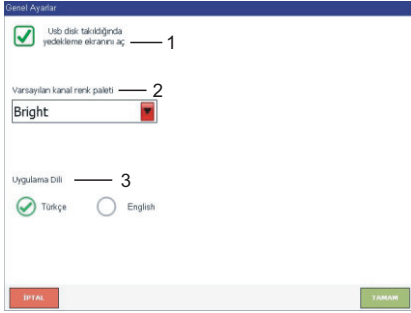 Genel Ayarlar
Usb disk takıldığında
yedekleme ekranını aç
1
Varsayılan kanal renk paleti
2
Bright
Uygulama Dili
3
Türkçe
English
İPTAL
TAMAM